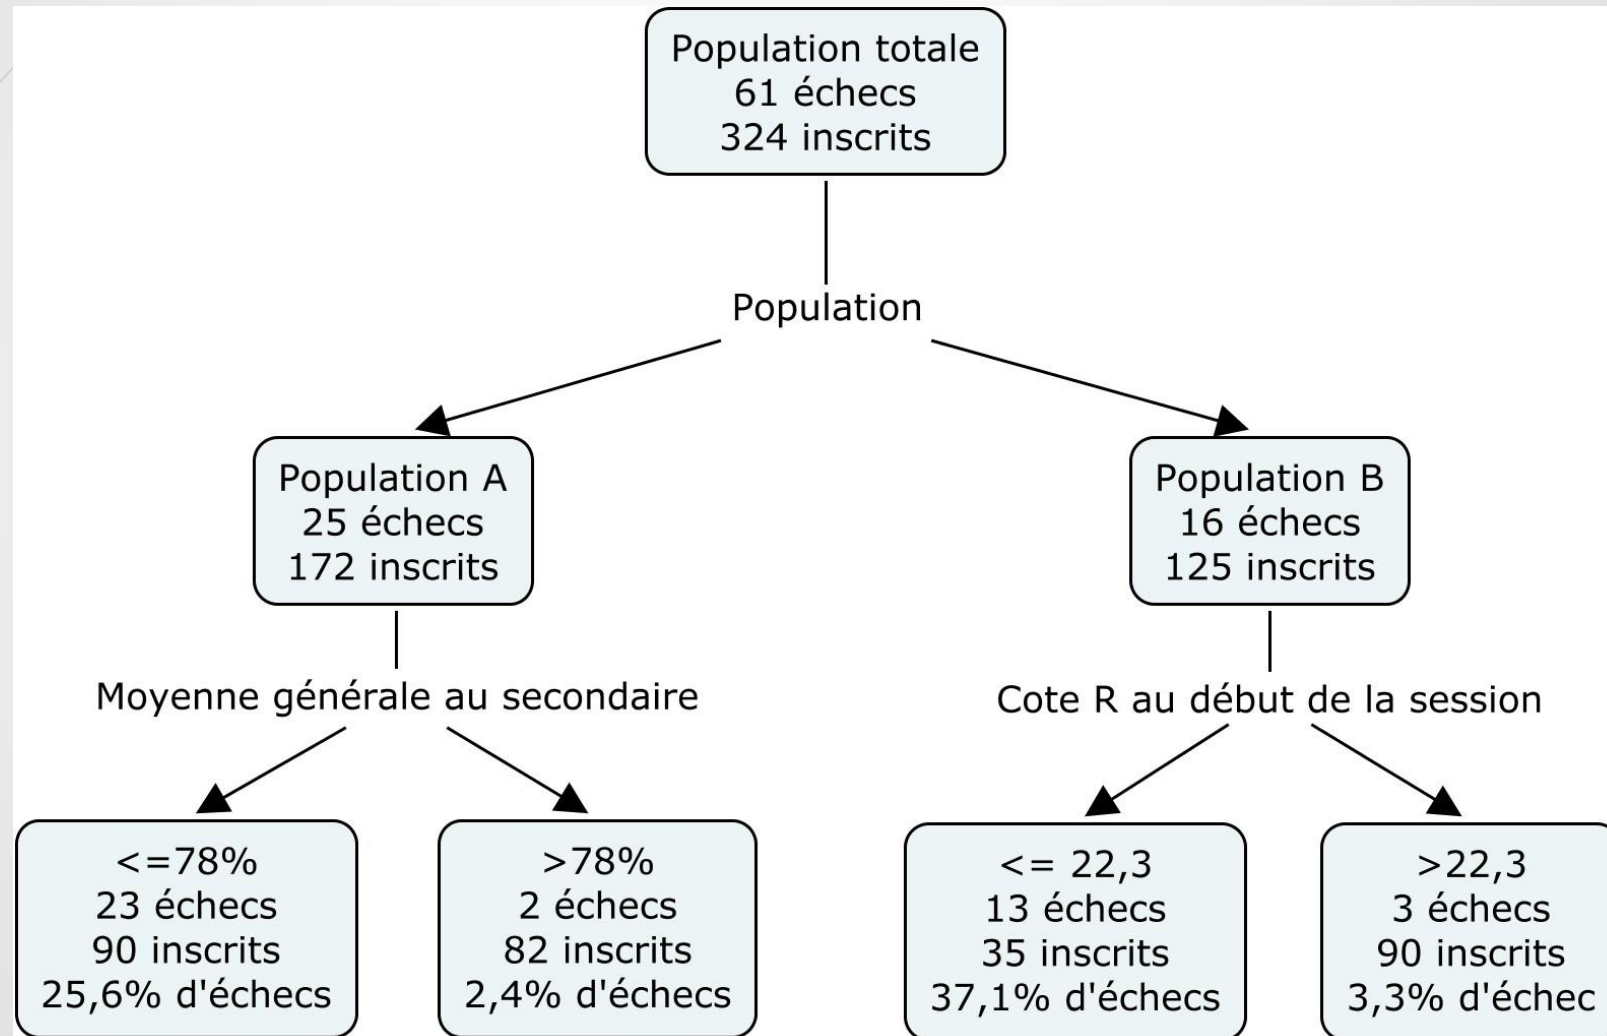 Population totale
61 échecs
324 inscrits
Population
Population A
25 échecs
172 inscrits
Population B
16 échecs
125 inscrits
Moyenne générale au secondaire
Cote R au début de la session
<=78%
23 échecs
90 inscrits
25,6% d'échecs
>78%
2 échecs
82 inscrits
2,4% d'échecs
<= 22,3
13 échecs
35 inscrits
37,1% d'échecs
>22,3
3 échecs
90 inscrits
3,3% d'échec